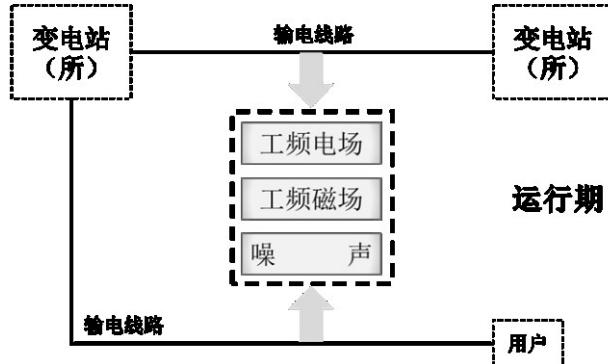 变电站
（所）
输电线路
变电站
（所）
工频电场
工频磁场
噪 声
运行期
输电线路
用户